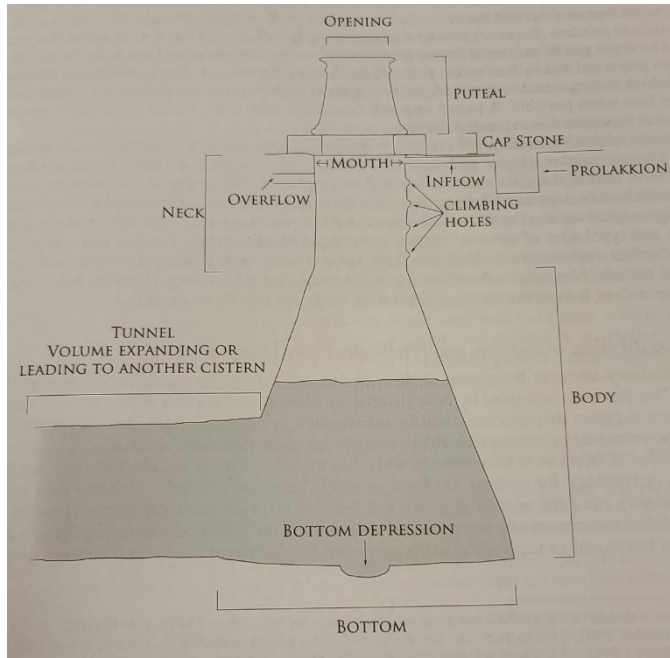 OPENING
PUTEAL
CAP STONE
MOUTH
INFLOW
PROLAKKION
OVERFLOW
NECK
CLIMBING
HOLES
TUNNEL
VOLUME EXPANDING OR
LEADING TO ANOTHER CISTERN
BODY
BOTTOM DEPRESSION
BOTTOM